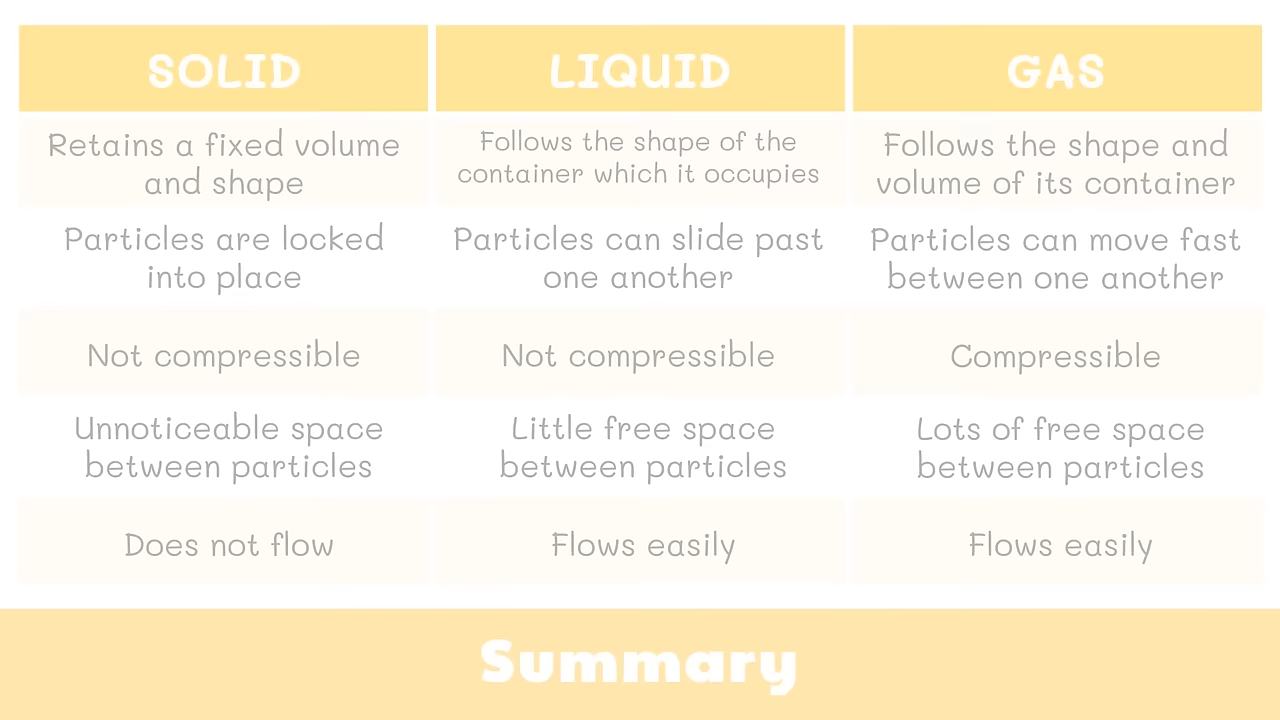 SOLID
LIQUID
GAS
Retains a fixed volume
and shape
Follows the shape of the
container which it occupies
Follows the shape and
volume of its container
Particles are locked
into place
Particles can slide past
one another
Particles can move fast
between one another
Not compressible
Not compressible
Compressible
Unnoticeable space
between particles
Little free space
between particles
Lots of free space
between particles
Does not flow
Flows easily
Flows easily
Summary